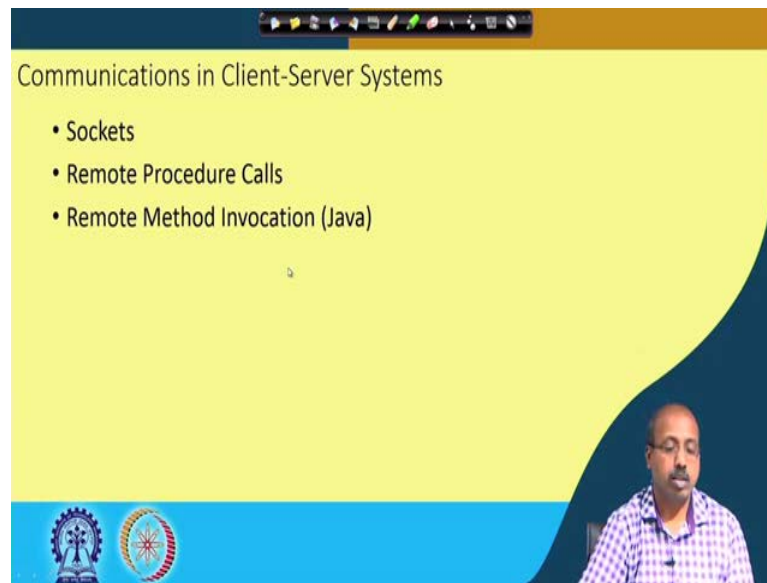 Communications in Client-Server Systems
• Sockets
• Remote Procedure Calls
• Remote Method Invocation (Java)